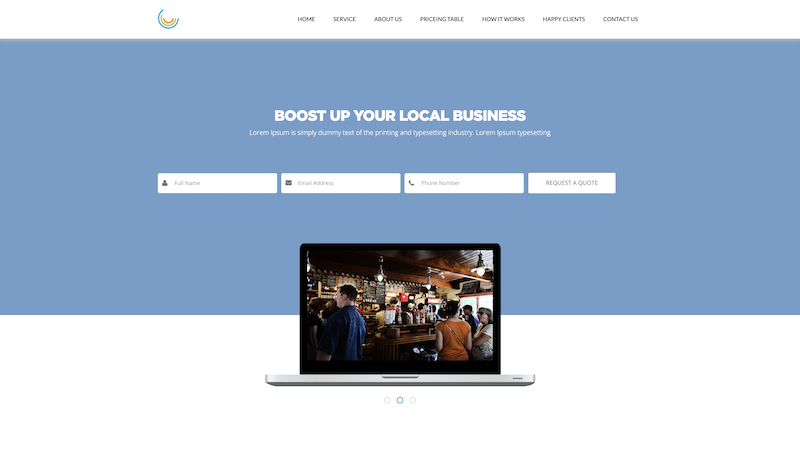 HOME SERVICE ABOUT US PRICEING TABLE HOW IT WORKS HAPPY CLIENTS CONTACT US
BOOST UP YOUR LOCAL BUSINESS
Lorem Ipsum is simply dummy text of the printing and typesetting industry. Lorem Ipsum typesetting
Full Name Email Address Phone Number REQUEST A QUOTE